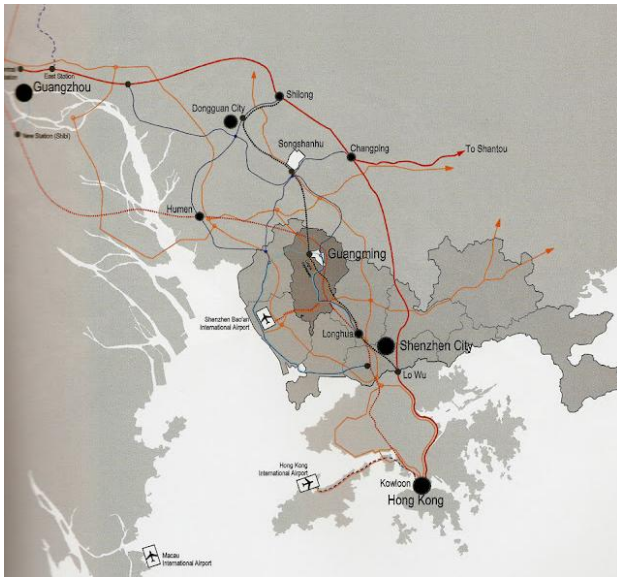 East Station
Guangzhou
New Station (Shibi)
Shilong
Dongguan City
Songshanhu
Changping
To Shantou
Humen
Guangming
Shenzhen Bao'an
International Airport
Longhua
Shenzhen City
Lo Wu
Hong Kong
International Airport
Kowloon
Hong Kong
Macau
International Airport